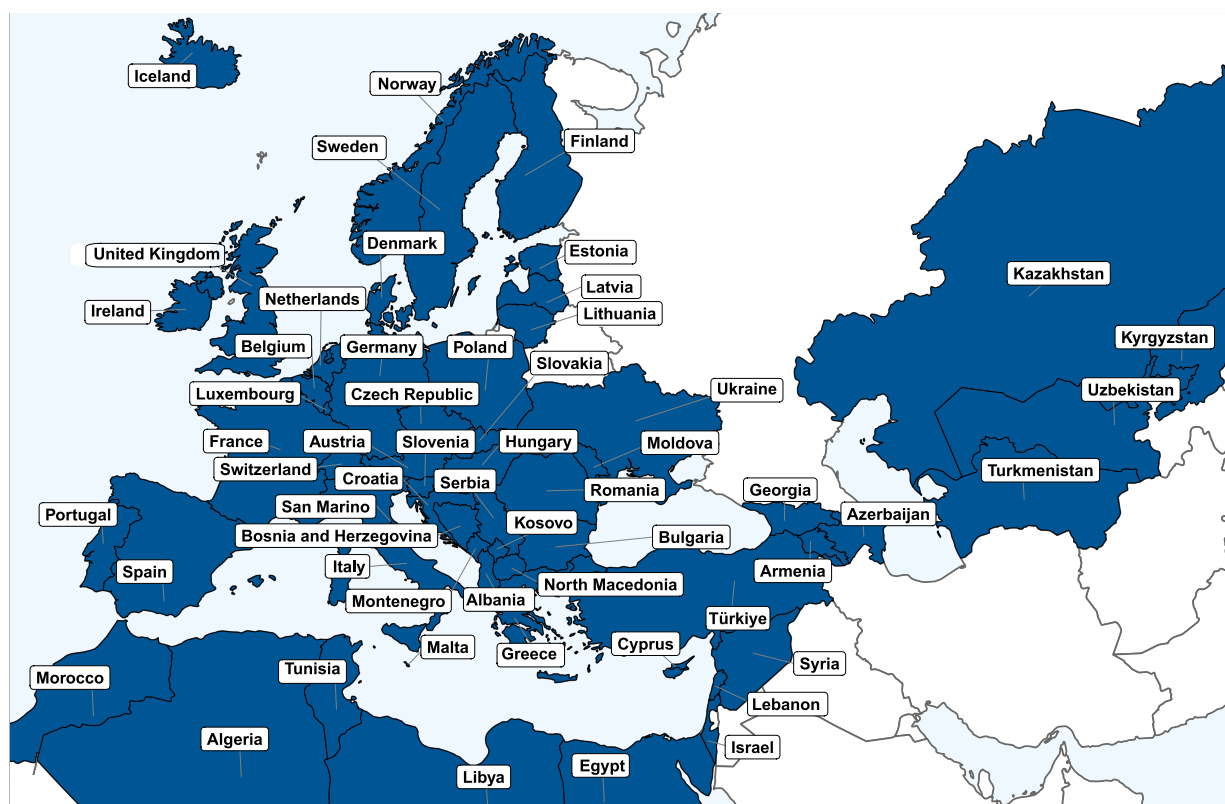 Iceland
Norway
Sweden
Finland
Denmark
United Kingdom
Estonia
Kazakhstan
Netherlands
Latvia
Ireland
Lithuania
Kyrgyzstan
Belgium
Germany
Poland
Slovakia
Uzbekistan
Luxembourg
Czech Republic
Ukraine
France
Austria
Slovenia
Hungary
Moldova
Switzerland
Turkmenistan
Croatia
Serbia
Romania
Georgia
San Marino
Portugal
Kosovo
Azerbaijan
Bosnia and Herzegovina
Bulgaria
Italy
Spain
Armenia
North Macedonia
Montenegro
Albania
Türkiye
Malta
Cyprus
Greece
Syria
Tunisia
Morocco
Lebanon
Algeria
Israel
Egypt
Libya